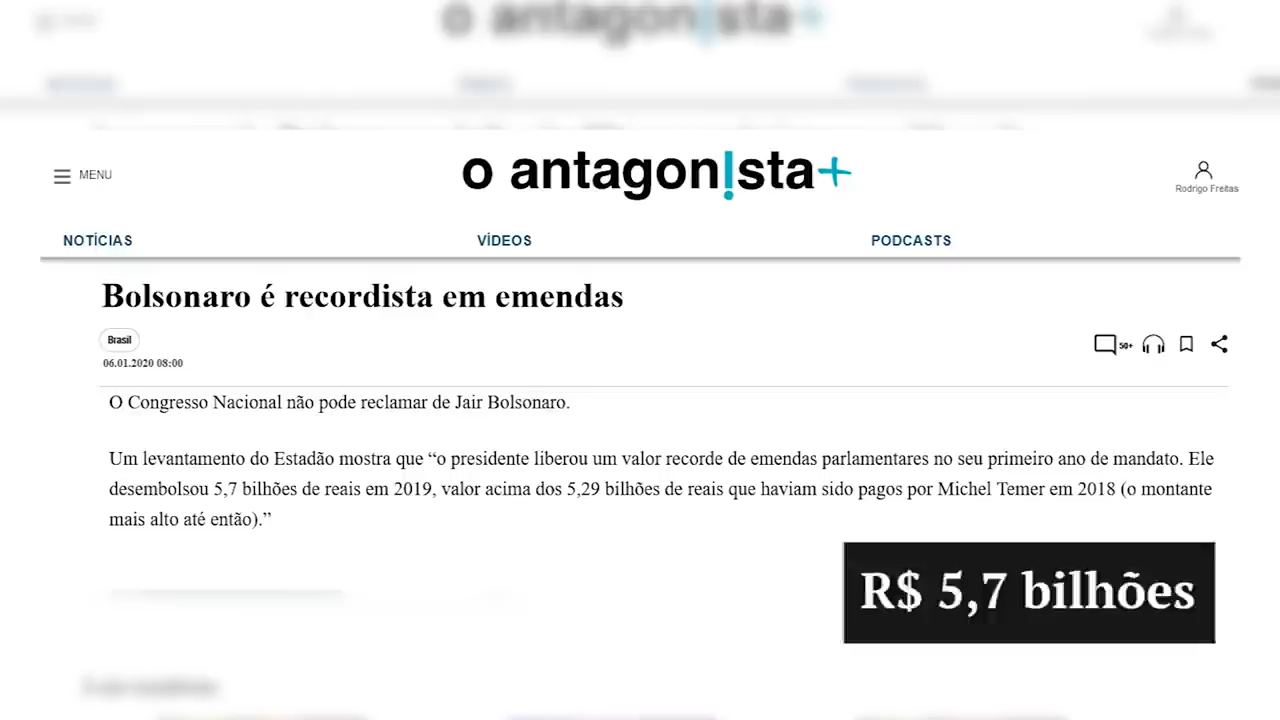 MENU
o antagonista+
Rodrigo Freitas
NOTÍCIAS
VÍDEOS
PODCASTS
Bolsonaro é recordista em emendas
Brasil
50+
06.01.2020 08:00
O Congresso Nacional não pode reclamar de Jair Bolsonaro.
Um levantamento do Estadão mostra que “o presidente liberou um valor recorde de emendas parlamentares no seu primeiro ano de mandato. Ele
desembolsou 5,7 bilhões de reais em 2019, valor acima dos 5,29 bilhões de reais que haviam sido pagos por Michel Temer em 2018 (o montante
mais alto até então).”
R$ 5,7 bilhões